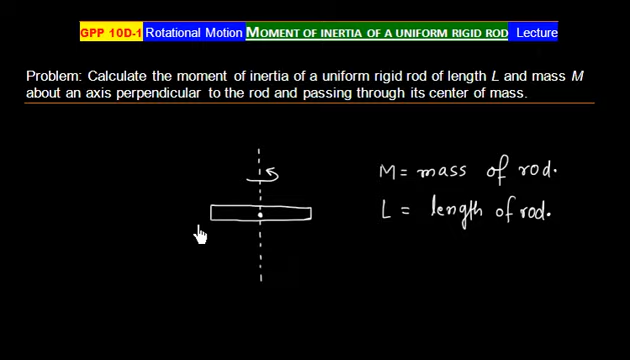 GPP 10D-1 Rotational Motion MOMENT OF INERTIA OF A UNIFORM RIGID ROD Lecture
Problem: Calculate the moment of inertia of a uniform rigid rod of length L and mass M
about an axis perpendicular to the rod and passing through its center of mass.
M = mass of rod.
L = length of rod.